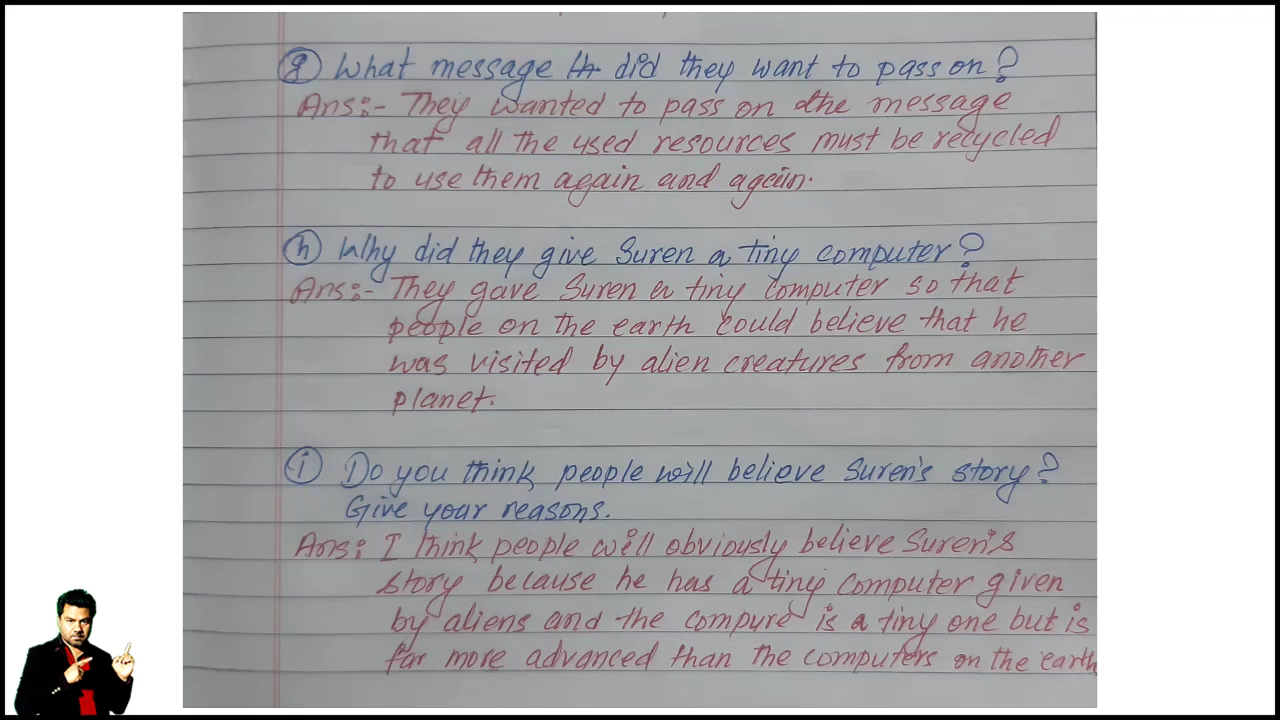 g What message did they want to pass on?
Ans:- They wanted to pass on the message
that all the used resources must be recycled
to use them again and again.
h Why did they give Suren a tiny computer?
Ans:- They gave Suren a tiny computer so that
people on the earth could believe that he
was visited by alien creatures from another
planet.
i Do you think people will believe Suren's story?
Give your reasons.
Ans: I think people will obviously believe Suren's
story because he has a tiny computer given
by aliens and the compure is a tiny one but is
far more advanced than the computers on the earth